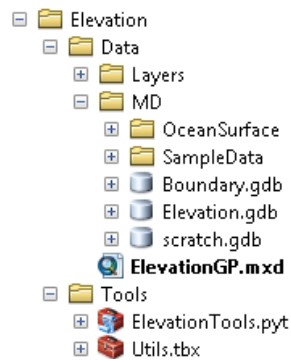 Elevation
Data
Layers
MD
OceanSurface
SampleData
Boundary.gdb
Elevation.gdb
scratch.gdb
ElevationGP.mxd
Tools
ElevationTools.pyt
Utils.tbx